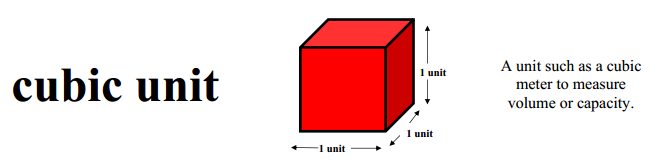 cubic unit
1 unit
1 unit
1 unit
A unit such as a cubic
meter to measure
volume or capacity.